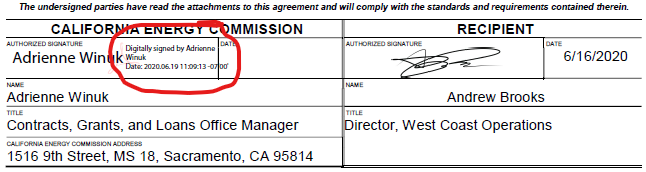 The undersigned parties have read the attachments to this agreement and will comply with the standards and requirements contained therein.
CALIFORNIA ENERGY COMMISSION
AUTHORIZED SIGNATURE
Adrienne Winuk
Digitally signed by Adrienne
Winuk
Date: 2020.06.19 11:09:13 -07'00'
DATE
NAME
Adrienne Winuk
TITLE
Contracts, Grants, and Loans Office Manager
CALIFORNIA ENERGY COMMISSION ADDRESS
1516 9th Street, MS 18, Sacramento, CA 95814
RECIPIENT
AUTHORIZED SIGNATURE
DATE
6/16/2020
NAME
Andrew Brooks
TITLE
Director, West Coast Operations